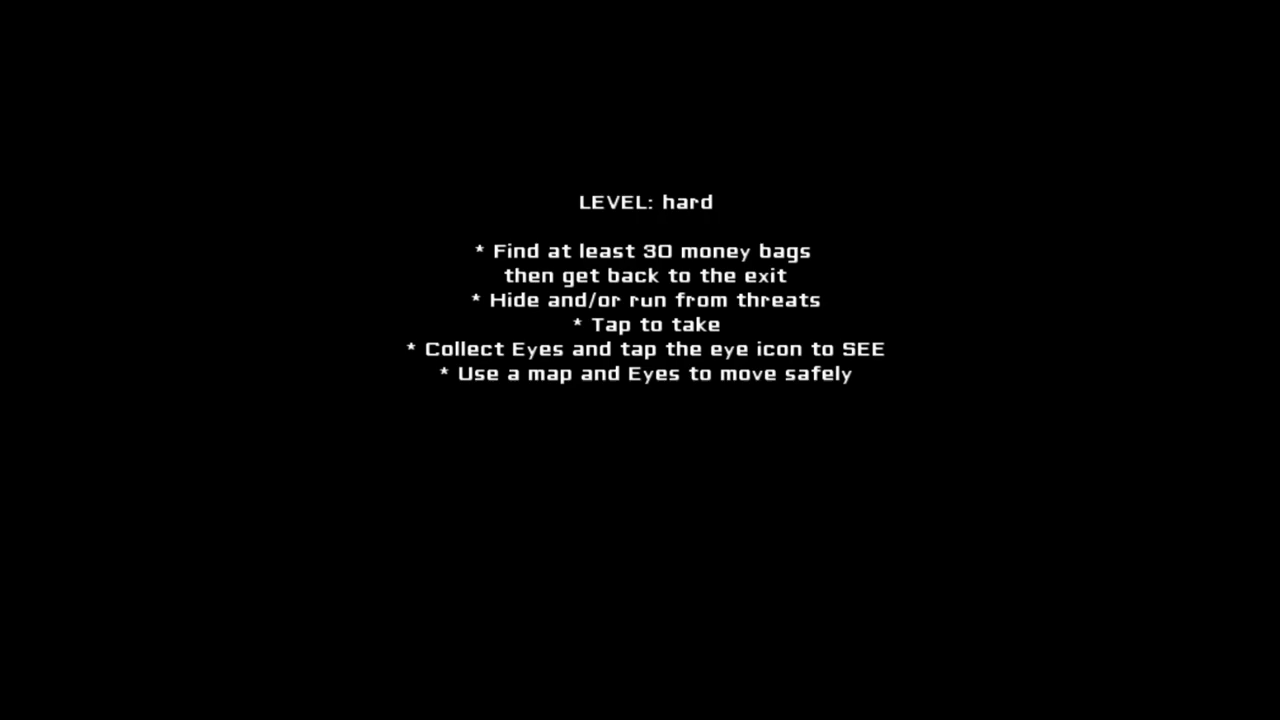 LEVEL: hard
* Find at least 30 money bags
then get back to the exit
* Hide and/or run from threats
* Tap to take
* Collect Eyes and tap the eye icon to SEE
* Use a map and Eyes to move safely